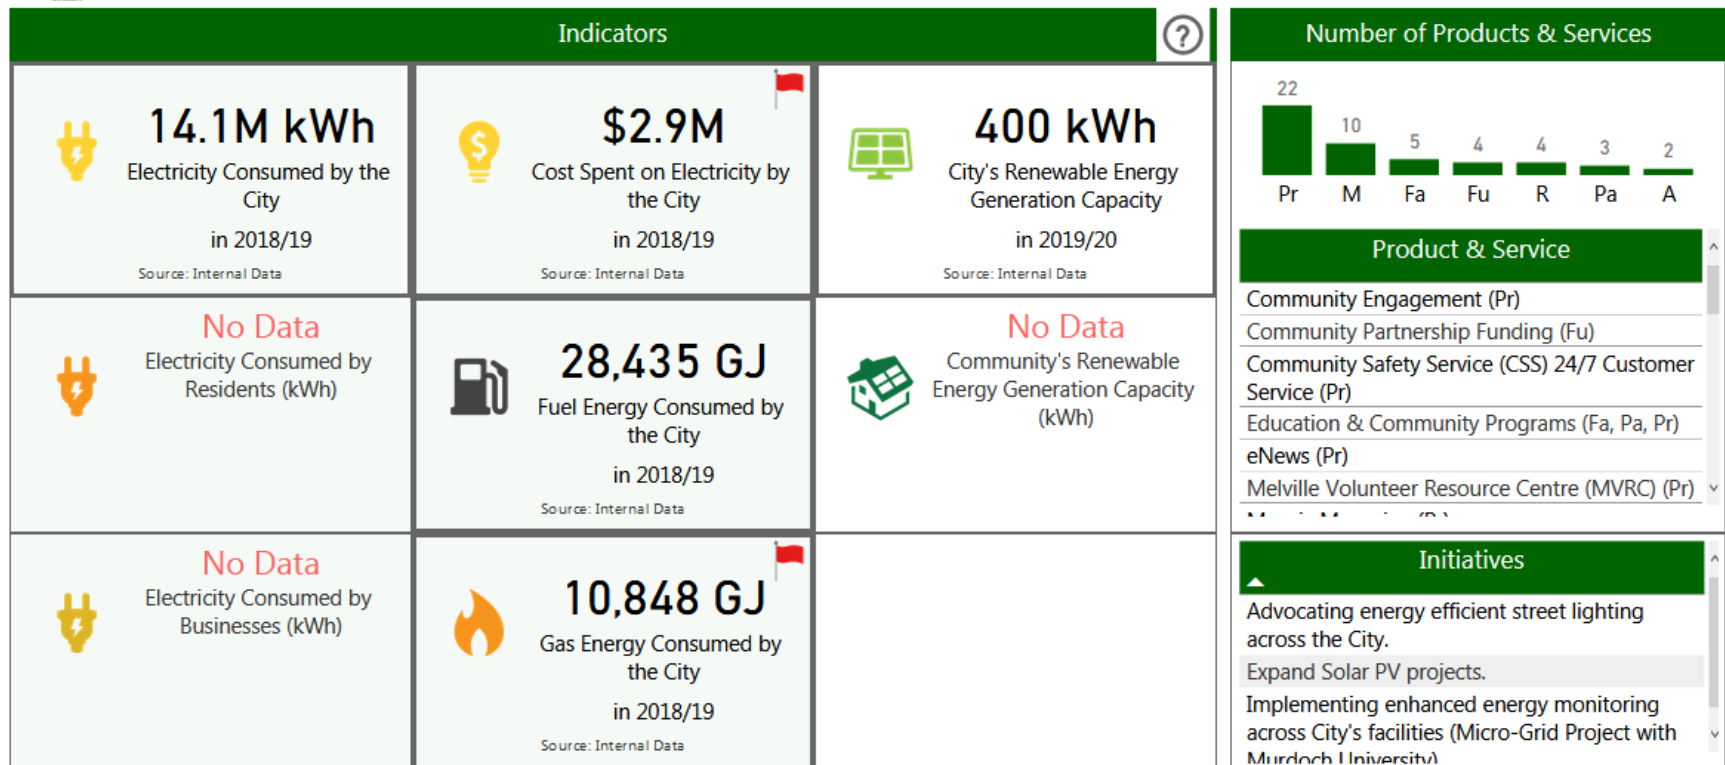 Indicators
?
14.1M kWh
Electricity Consumed by the
City
in 2018/19
Source: Internal Data
$2.9M
Cost Spent on Electricity by
the City
in 2018/19
Source: Internal Data
400 kWh
City's Renewable Energy
Generation Capacity
in 2019/20
Source: Internal Data
No Data
Electricity Consumed by
Residents (kWh)
28,435 GJ
Fuel Energy Consumed by
the City
in 2018/19
Source: Internal Data
No Data
Community's Renewable
Energy Generation Capacity
(kWh)
No Data
Electricity Consumed by
Businesses (kWh)
10,848 GJ
Gas Energy Consumed by
the City
in 2018/19
Source: Internal Data
Number of Products & Services
22 10 5 4 4 3 2
Pr M Fa Fu R Pa A
Product & Service
Community Engagement (Pr)
Community Partnership Funding (Fu)
Community Safety Service (CSS) 24/7 Customer
Service (Pr)
Education & Community Programs (Fa, Pa, Pr)
eNews (Pr)
Melville Volunteer Resource Centre (MVRC) (Pr)
Initiatives
Advocating energy efficient street lighting
across the City.
Expand Solar PV projects.
Implementing enhanced energy monitoring
across City's facilities (Micro-Grid Project with
Murdoch University)